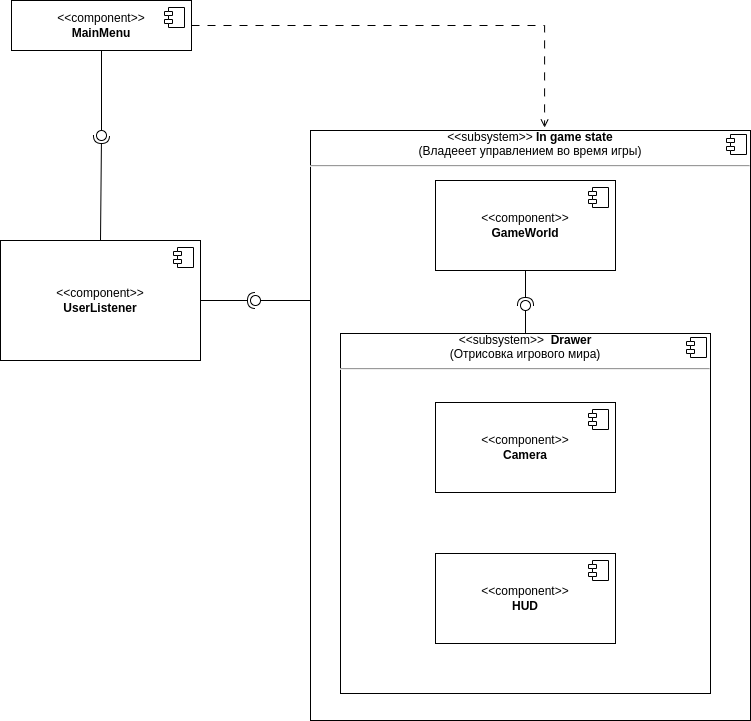 <<component>>
MainMenu
<<subsystem>> In game state
(Владееет управлением во время игры)
<<component>>
GameWorld
<<component>>
UserListener
<<subsystem>> Drawer
(Отрисовка игрового мира)
<<component>>
Camera
<<component>>
HUD